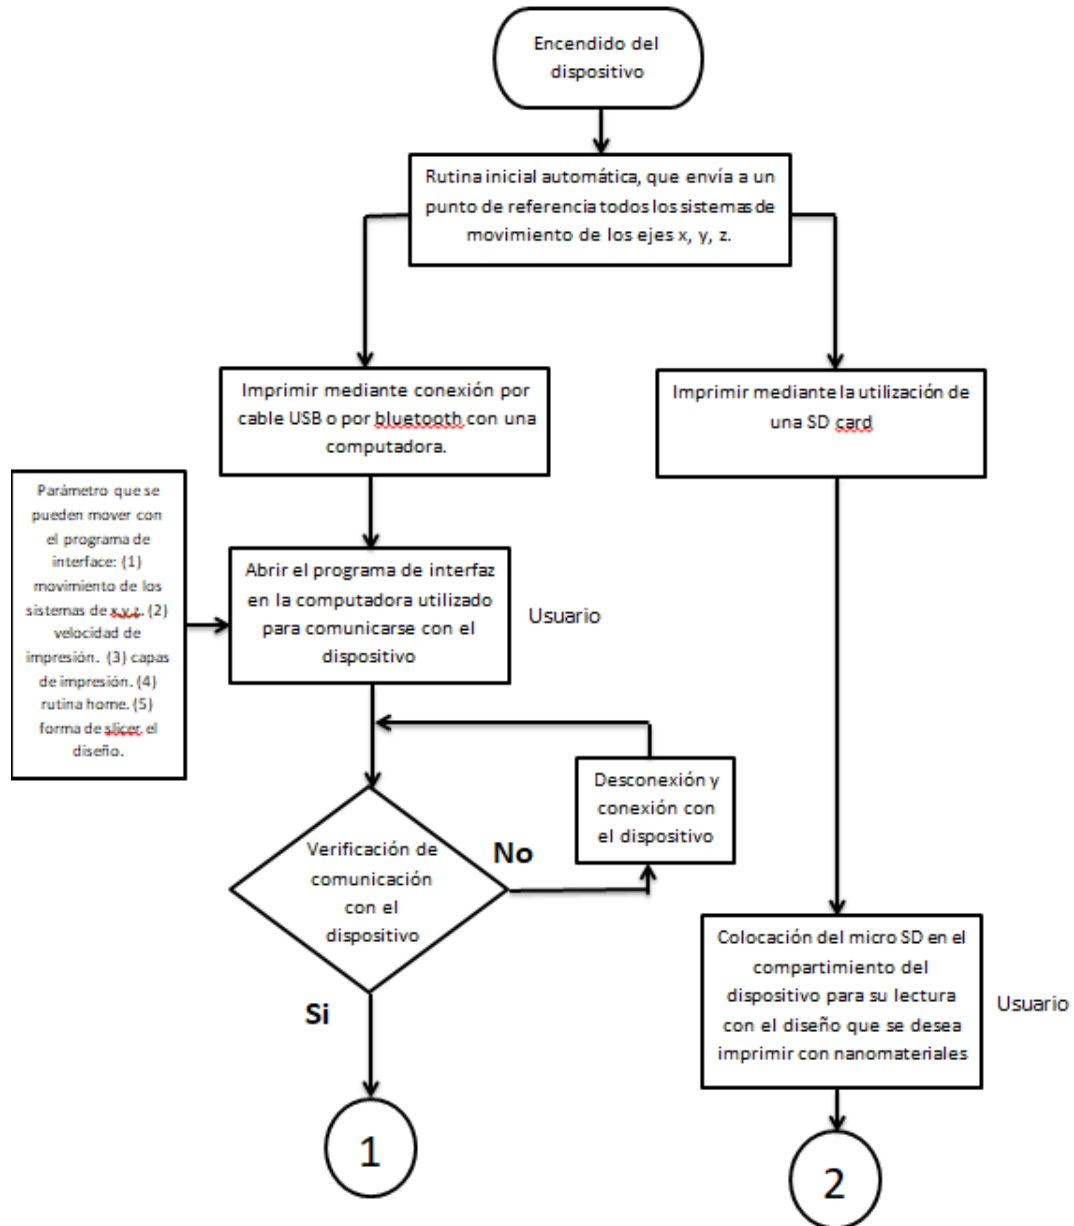 Encendido del
dispositivo
Rutina inicial automática, que envía a un
punto de referencia todos los sistemas de
movimiento de los ejes x, y, z.
Imprimir mediante conexión por
cable USB o por bluetooth con una
computadora.
Imprimir mediante la utilización de
una SD card
Parámetro que se
pueden mover con
el programa de
interface: (1)
movimiento de los
sistemas de x,y,z. (2)
velocidad de
impresión. (3) capas
de impresión. (4)
rutina home. (5)
forma de slicer el
diseño.
Abrir el programa de interfaz
en la computadora utilizado
para comunicarse con el
dispositivo
Usuario
Desconexión y
conexión con
el dispositivo
Verificación de
comunicación
con el
dispositivo
No
Si
Colocación del micro SD en el
compartimiento del
dispositivo para su lectura
con el diseño que se desea
imprimir con nanomateriales
Usuario
1
2